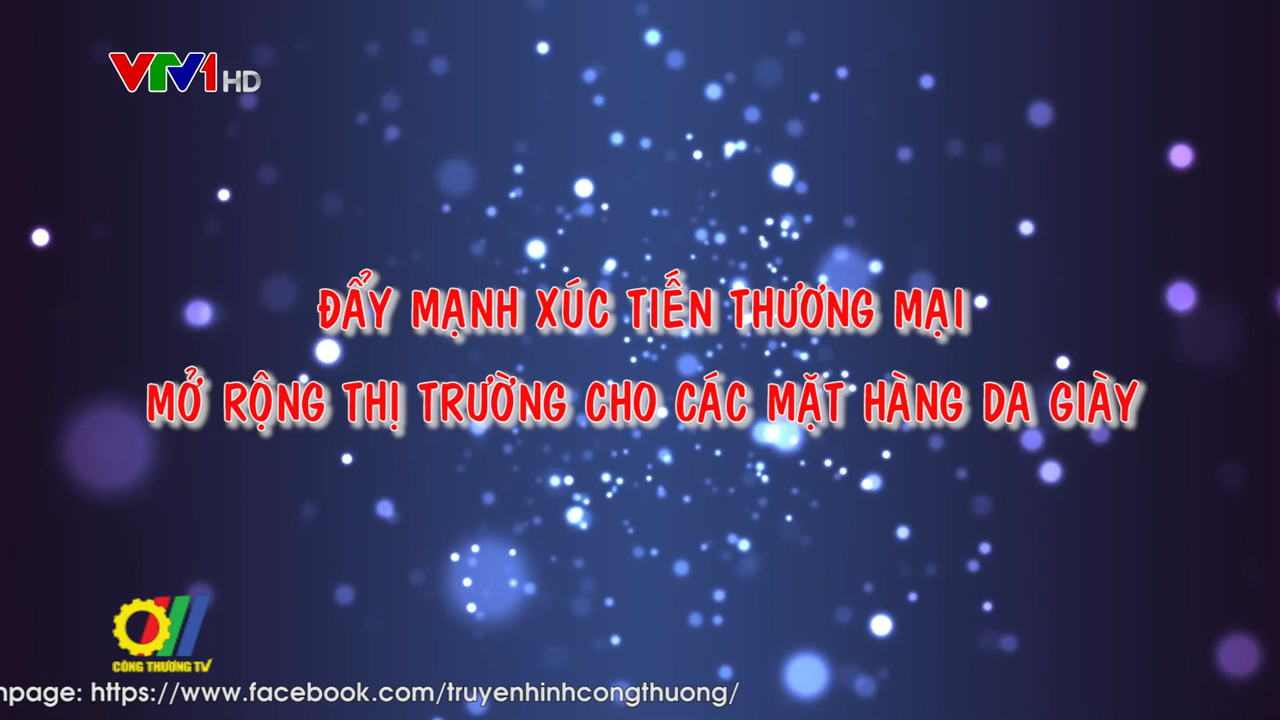 VTV1 HD
ĐẨY MẠNH XÚC TIẾN THƯƠNG MẠI
MỞ RỘNG THỊ TRƯỜNG CHO CÁC MẶT HÀNG DA GIÀY
CÔNG THƯƠNG TV
npage: https://www.facebook.com/truyenhinhcongthuong/